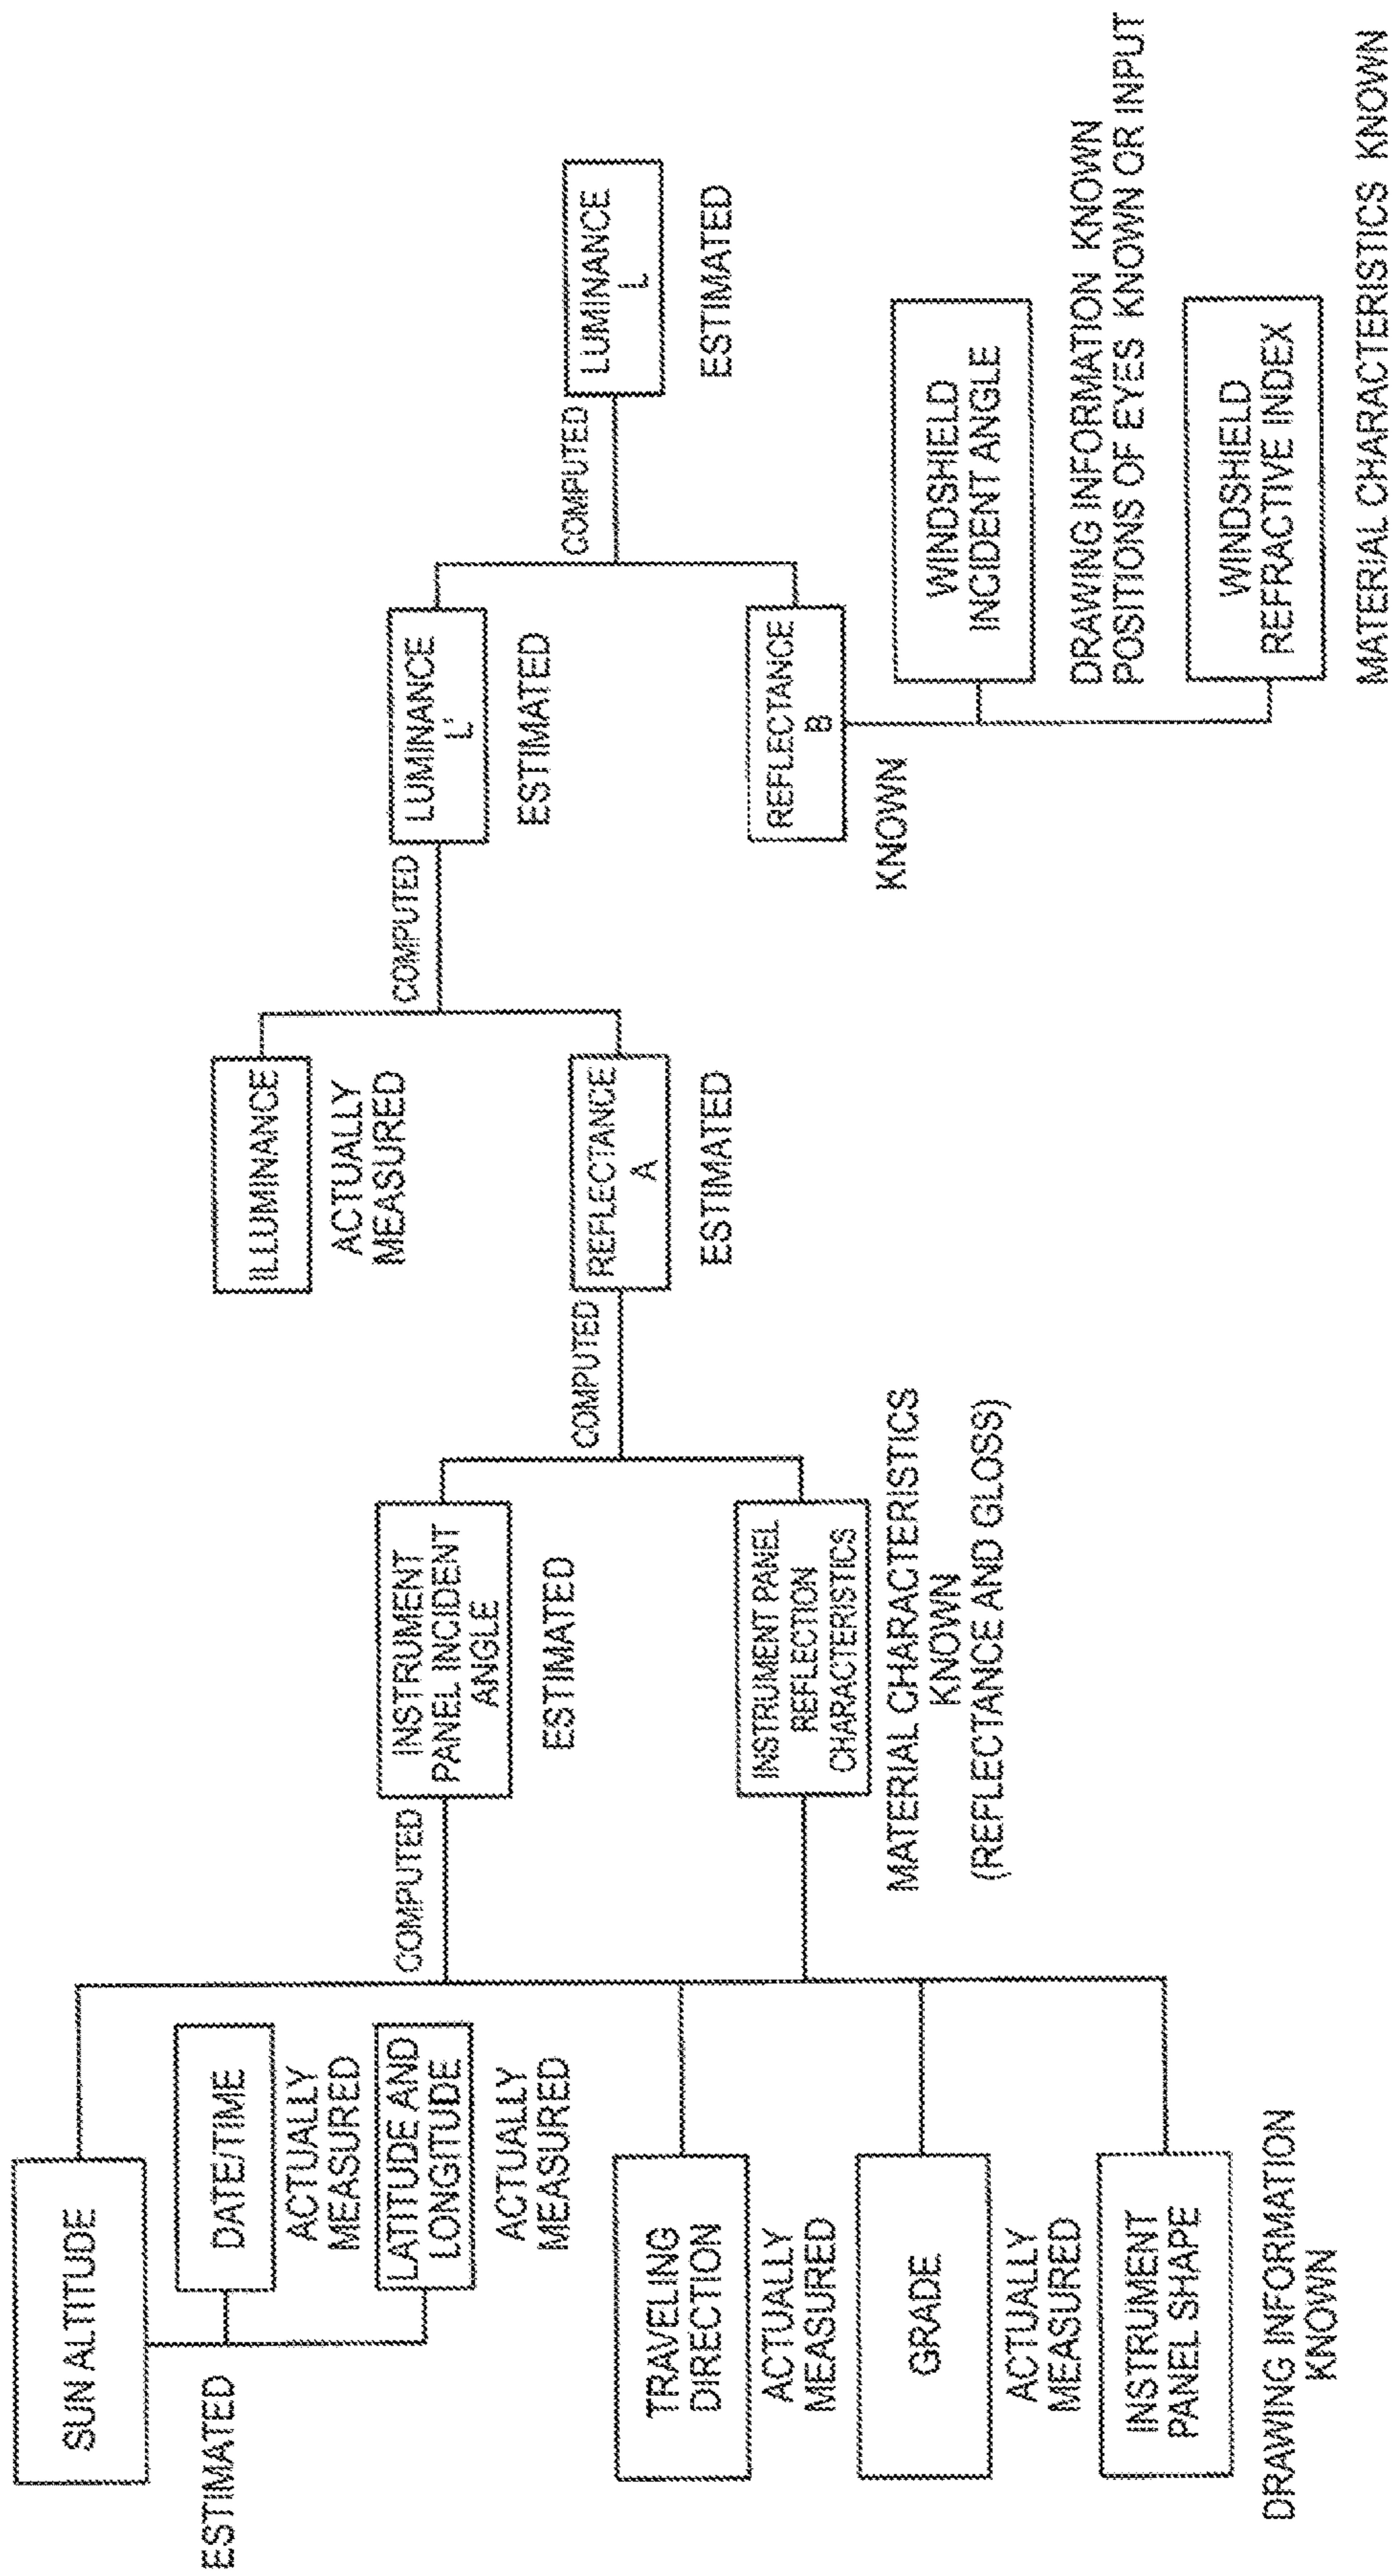 SUN ALTITUDE
ESTIMATED
DATE/TIME
ACTUALLY
MEASURED
LATITUDE AND
LONGITUDE
ACTUALLY
MEASURED
TRAVELING
DIRECTION
ACTUALLY
MEASURED
GRADE
ACTUALLY
MEASURED
INSTRUMENT
PANEL SHAPE
DRAWING INFORMATION
KNOWN
COMPUTED
INSTRUMENT
PANEL INCIDENT
ANGLE
ESTIMATED
INSTRUMENT PANEL
REFLECTION
CHARACTERISTICS
MATERIAL CHARACTERISTICS
KNOWN
(REFLECTANCE AND GLOSS)
COMPUTED
ILLUMINANCE
ACTUALLY
MEASURED
REFLECTANCE
A
ESTIMATED
COMPUTED
LUMINANCE
L'
ESTIMATED
REFLECTANCE
B
KNOWN
COMPUTED
LUMINANCE
L
ESTIMATED
WINDSHIELD
INCIDENT ANGLE
DRAWING INFORMATION KNOWN
POSITIONS OF EYES KNOWN OR INPUT
WINDSHIELD
REFRACTIVE INDEX
MATERIAL CHARACTERISTICS KNOWN